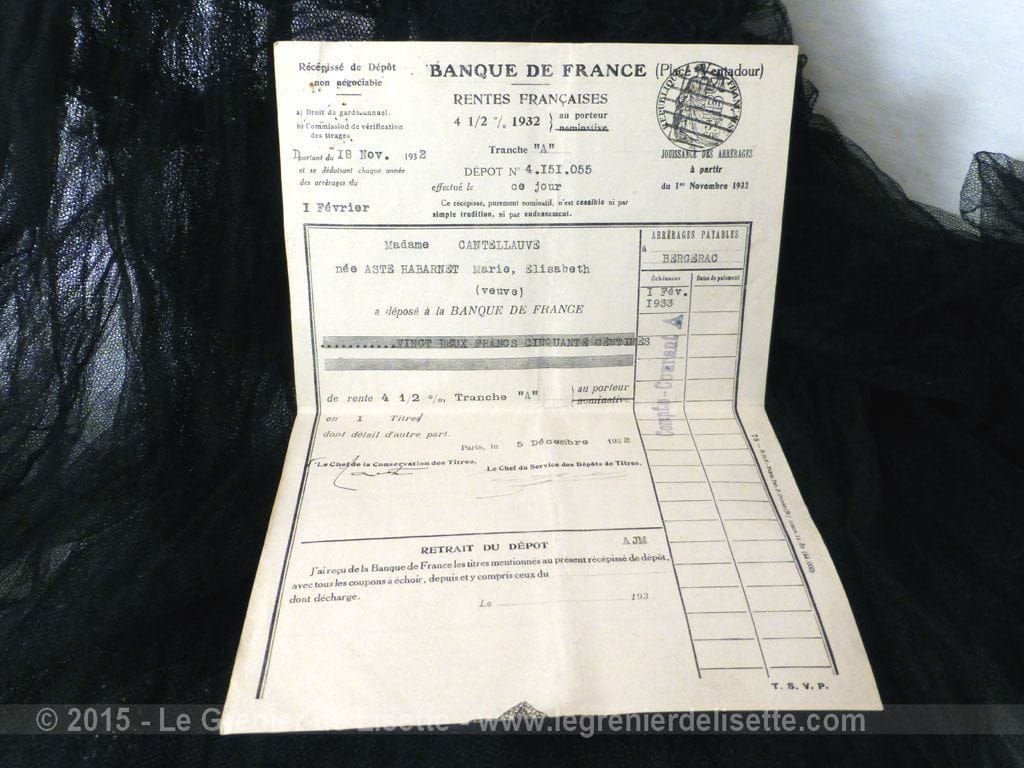 Récépissé de Dépôt
non négociable
a) Droit de garde annuel.
b) Commission de vérification
des tirages
partant du 18 Nov. 1932
et se déduisant chaque année
des arrérages du
I Février
BANQUE DE FRANCE (Place Ventadour)
RENTES FRANÇAISES
4 1/2 % 1932 } au porteur
nominative
Tranche "A"
DÉPOT N° 4.151.055
effectué le ce jour
Ce récépissé, purement nominatif, n'est cessible ni par
simple tradition, ni par endossement.
JOUISSANCE DES ARRÉRAGES
à partir
du 1er Novembre 1932
Madame CANTELLAUVE
née ASTE HABARNET Marie, Elisabeth
(veuve)
a déposé à la BANQUE DE FRANCE
..........VINGT DEUX FRANCS CINQUANTE CENTIMES
de rente 4 1/2 %, Tranche "A" } au porteur
nominative
en I Titres
dont détail d'autre part.
Paris, le 5 Décembre 1932
Le Chef de la Conservation des Titres,
Le Chef du Service des Dépôts de Titres,
ARRÉRAGES PAYABLES
à BERGERAC
Échéances Dates de paiement
I Fév.
1933
Compte-Courant A
RETRAIT DU DÉPOT
AJM
J'ai reçu de la Banque de France les titres mentionnés au présent récépissé de dépôt,
avec tous les coupons à échoir, depuis et y compris ceux du
dont décharge.
Le 193
T. S. V. P.
© 2015 - Le Grenier de Lisette - www.legrenierdelisette.com